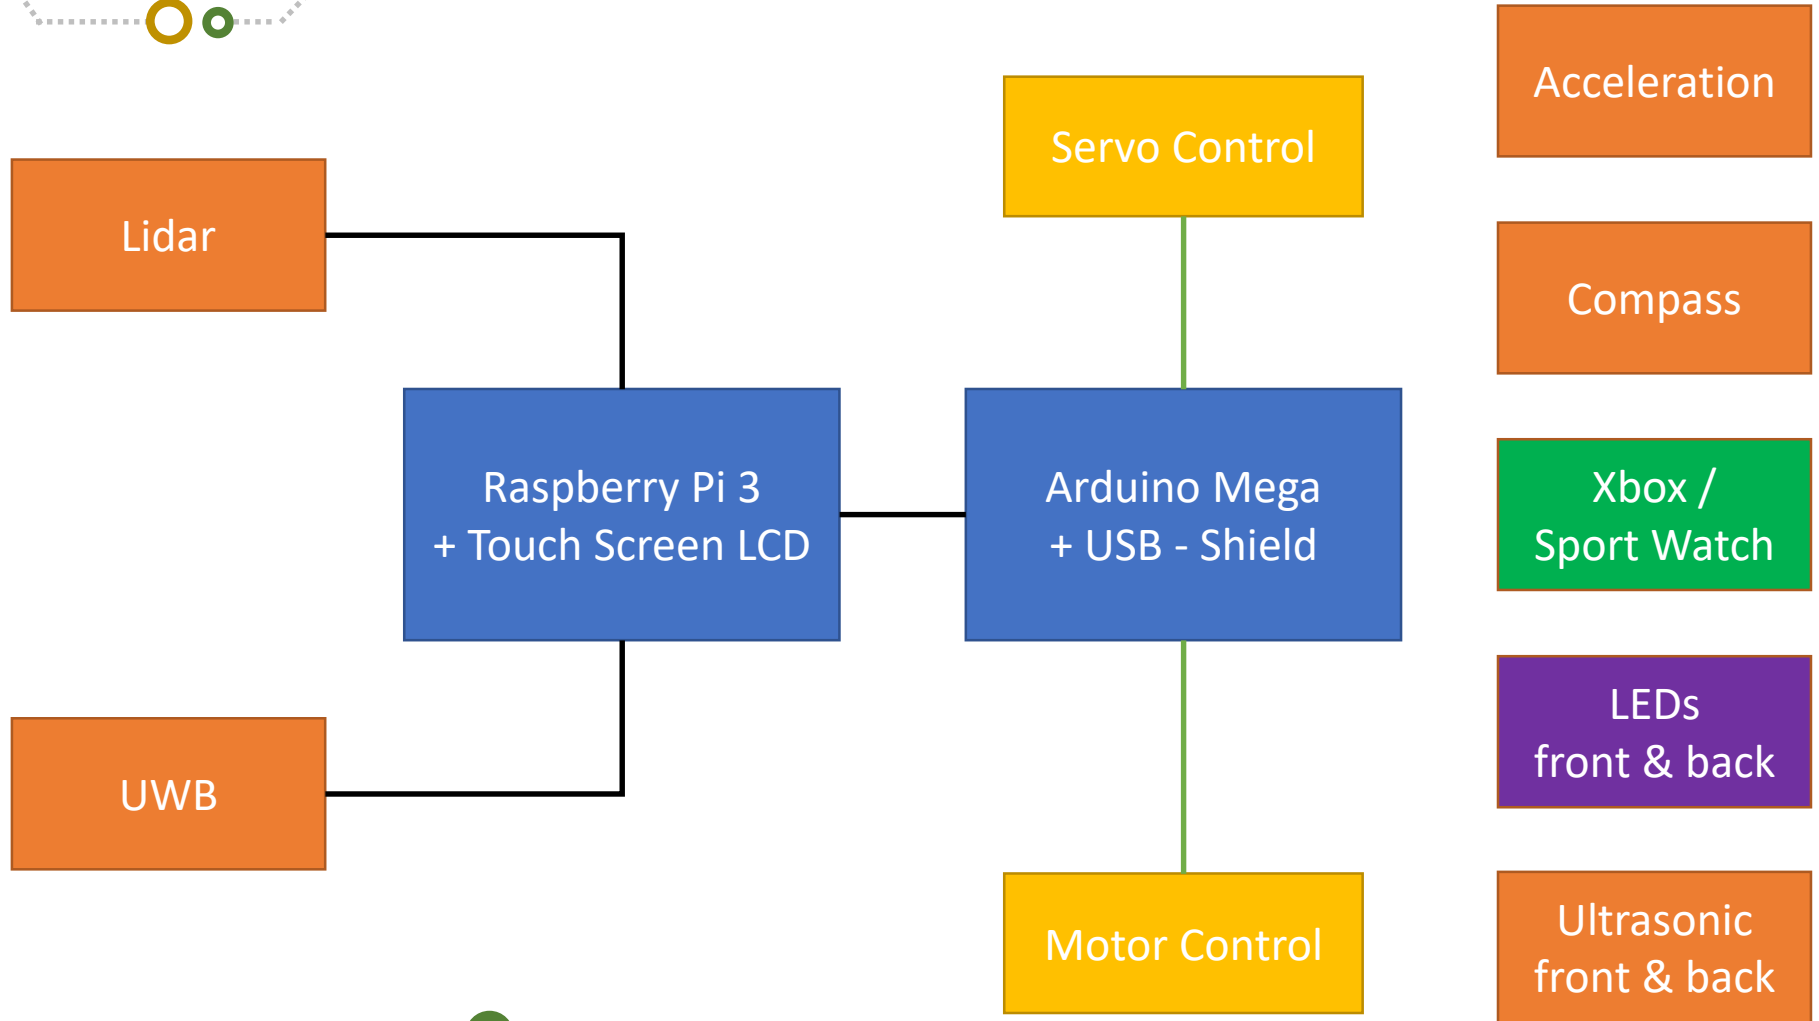 Acceleration
Servo Control
Lidar
Compass
Raspberry Pi 3
+ Touch Screen LCD
Arduino Mega
+ USB - Shield
Xbox /
Sport Watch
LEDs
front & back
UWB
Motor Control
Ultrasonic
front & back